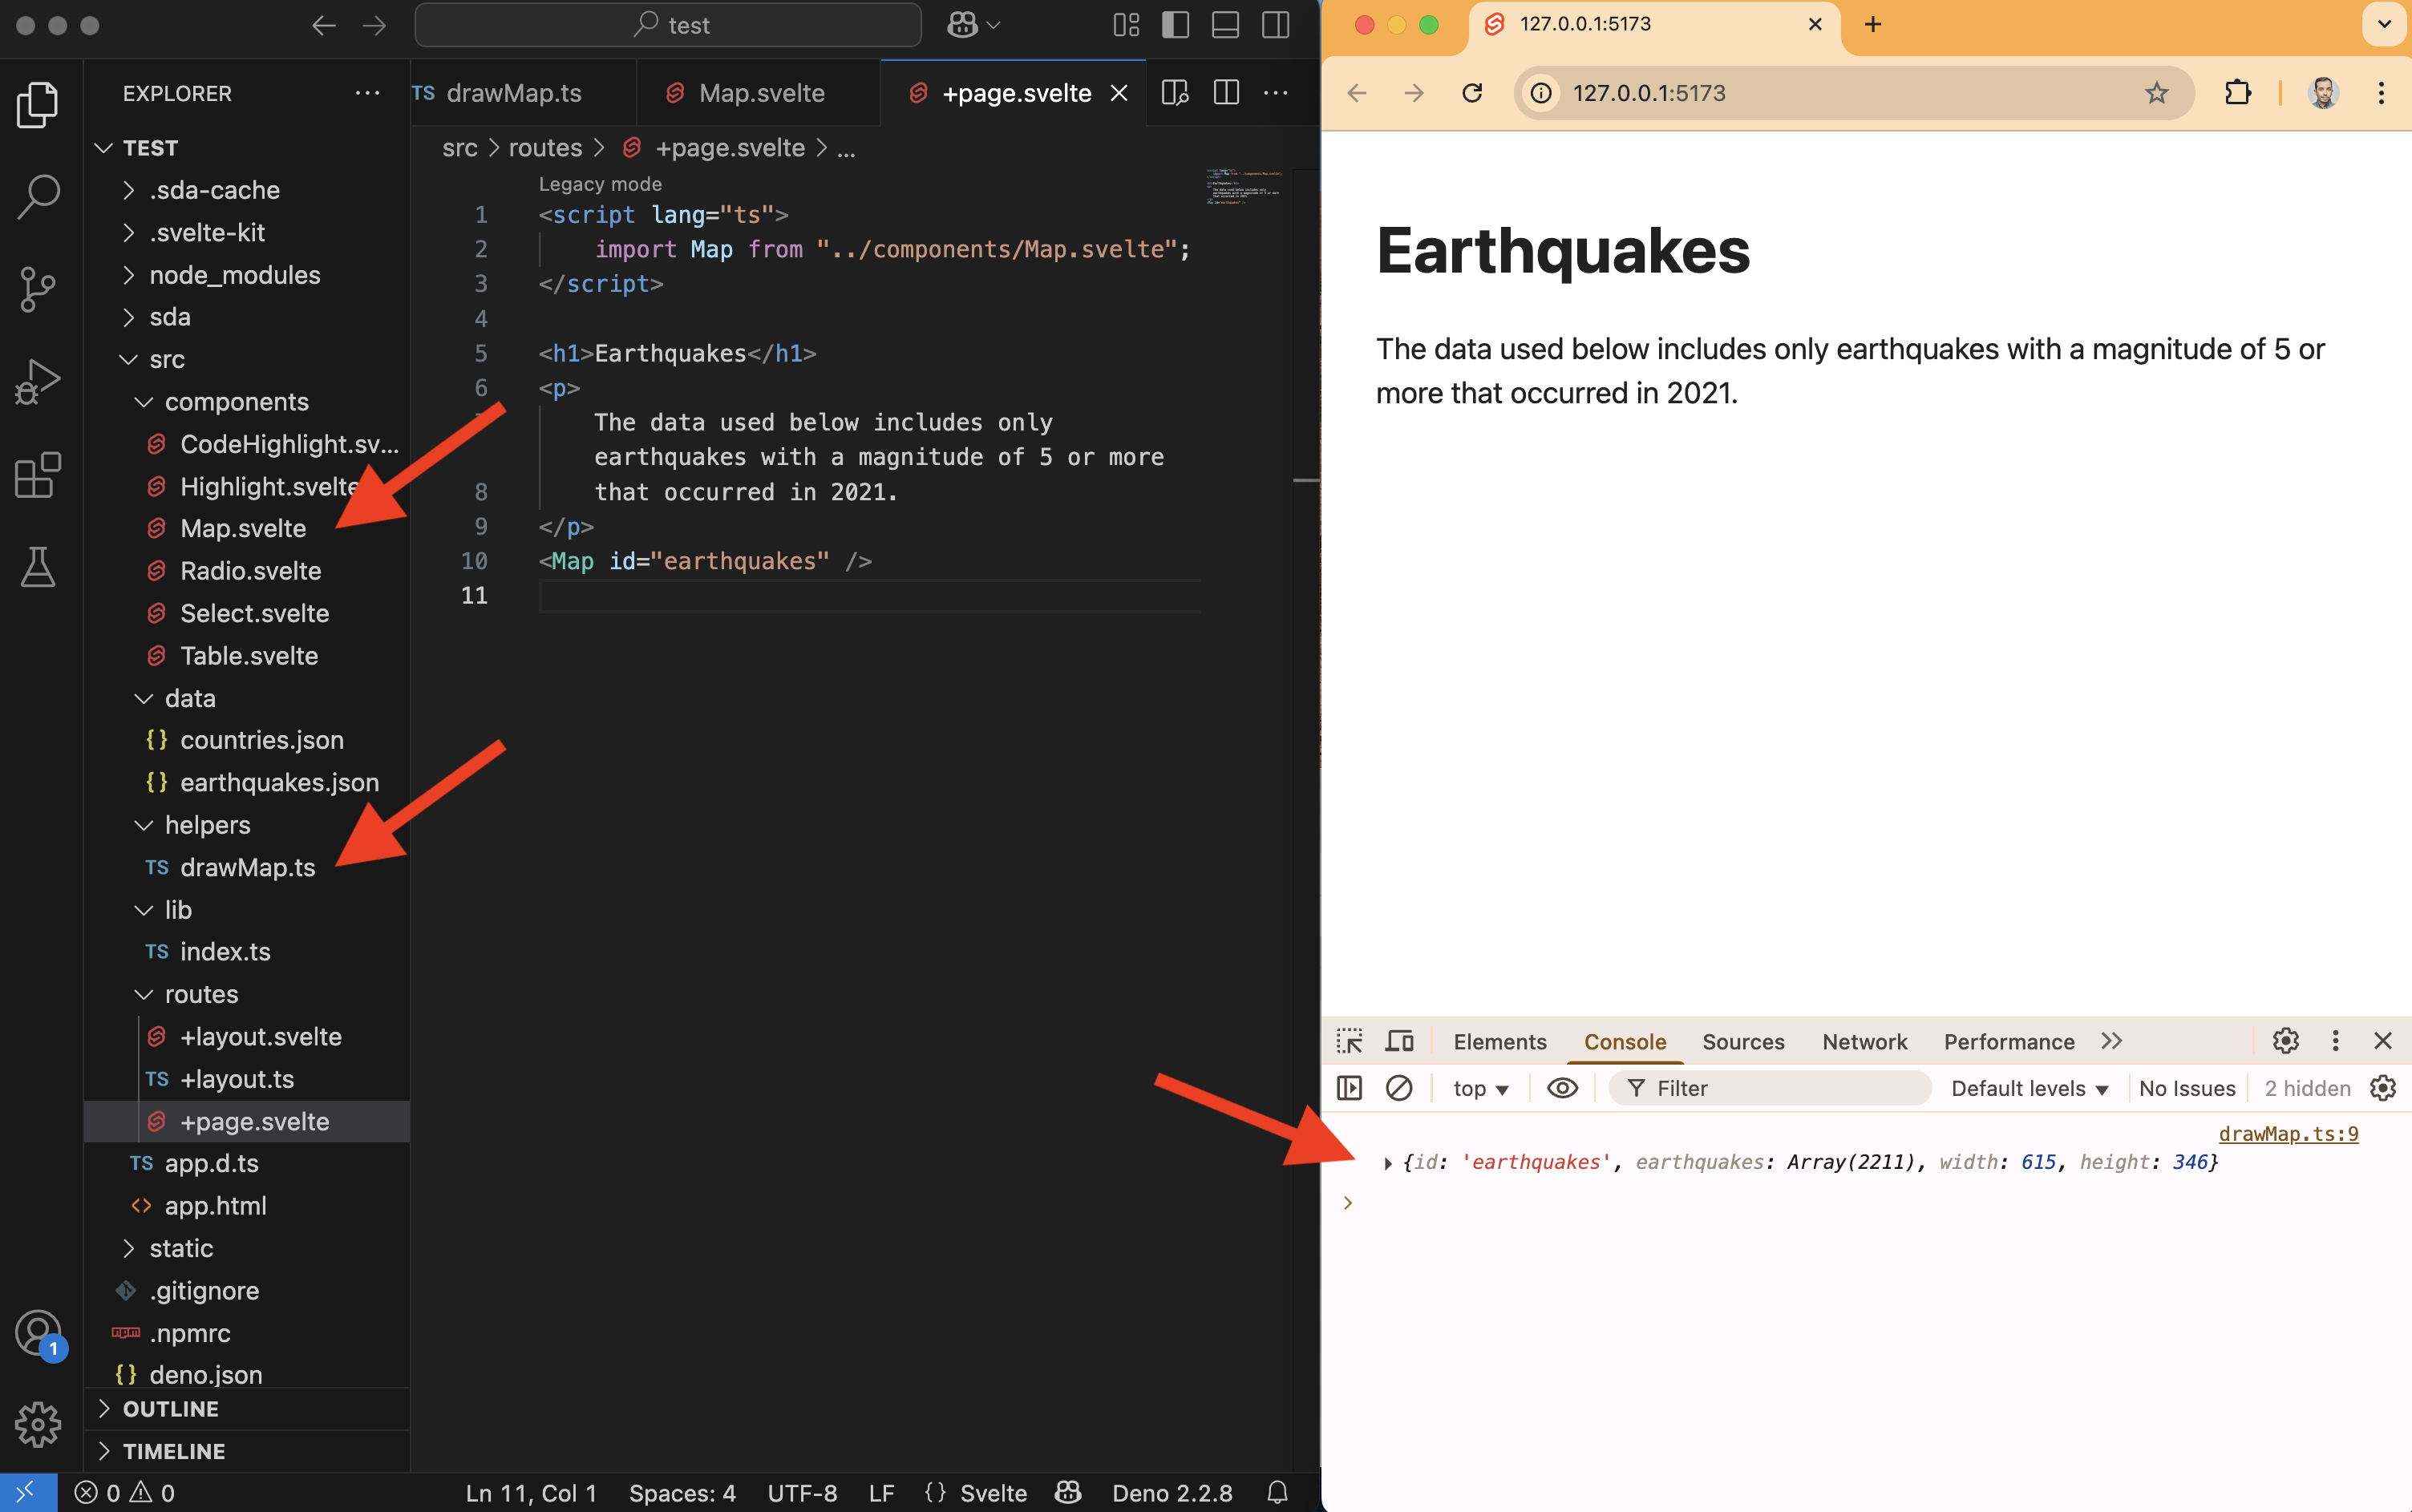 test
EXPLORER
TEST
.sda-cache
.svelte-kit
node_modules
sda
src
components
CodeHighlight.sv...
Highlight.svelte
Map.svelte
Radio.svelte
Select.svelte
Table.svelte
data
{} countries.json
{} earthquakes.json
helpers
TS drawMap.ts
lib
TS index.ts
routes
+layout.svelte
TS +layout.ts
+page.svelte
TS app.d.ts
<> app.html
static
.gitignore
npm .npmrc
{} deno.json
OUTLINE
TIMELINE
1
TS drawMap.ts
Map.svelte
+page.svelte
src > routes > +page.svelte > ...
Legacy mode
1 <script lang="ts">
2 import Map from "../components/Map.svelte";
3 </script>
4
5 <h1>Earthquakes</h1>
6 <p>
The data used below includes only
earthquakes with a magnitude of 5 or more
8 that occurred in 2021.
9 </p>
10 <Map id="earthquakes" />
11
0 0
Ln 11, Col 1 Spaces: 4 UTF-8 LF {} Svelte Deno 2.2.8
127.0.0.1:5173
127.0.0.1:5173
Earthquakes
The data used below includes only earthquakes with a magnitude of 5 or
more that occurred in 2021.
Elements Console Sources Network Performance
top Filter Default levels No Issues 2 hidden
drawMap.ts:9
{id: 'earthquakes', earthquakes: Array(2211), width: 615, height: 346}